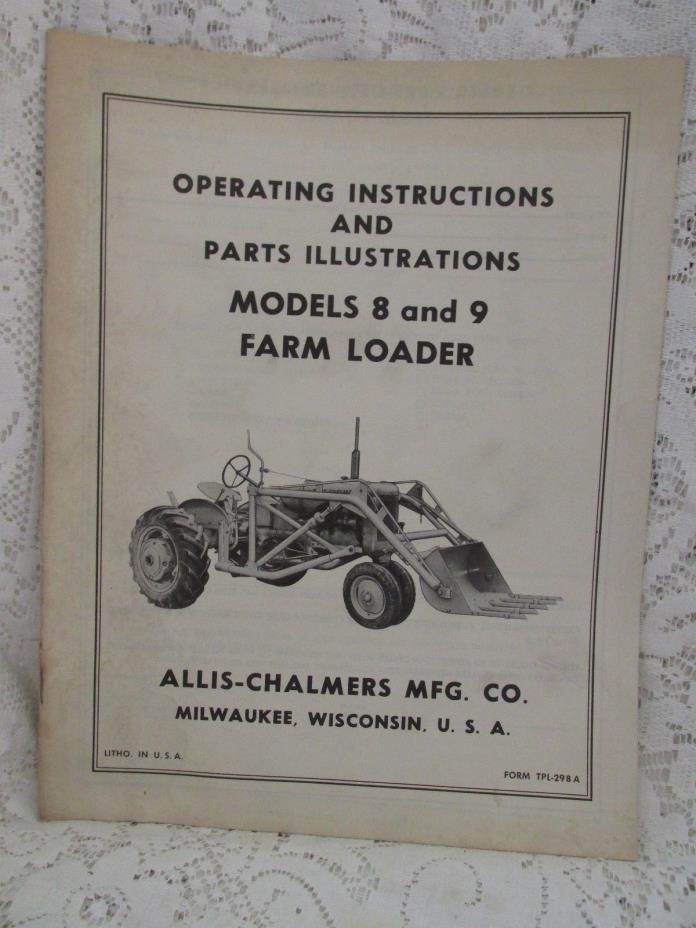 OPERATING INSTRUCTIONS
AND
PARTS ILLUSTRATIONS
MODELS 8 and 9
FARM LOADER
ALLIS-CHALMERS MFG. CO.
MILWAUKEE, WISCONSIN, U. S. A.
LITHO. IN U. S. A.
FORM TPL-298 A